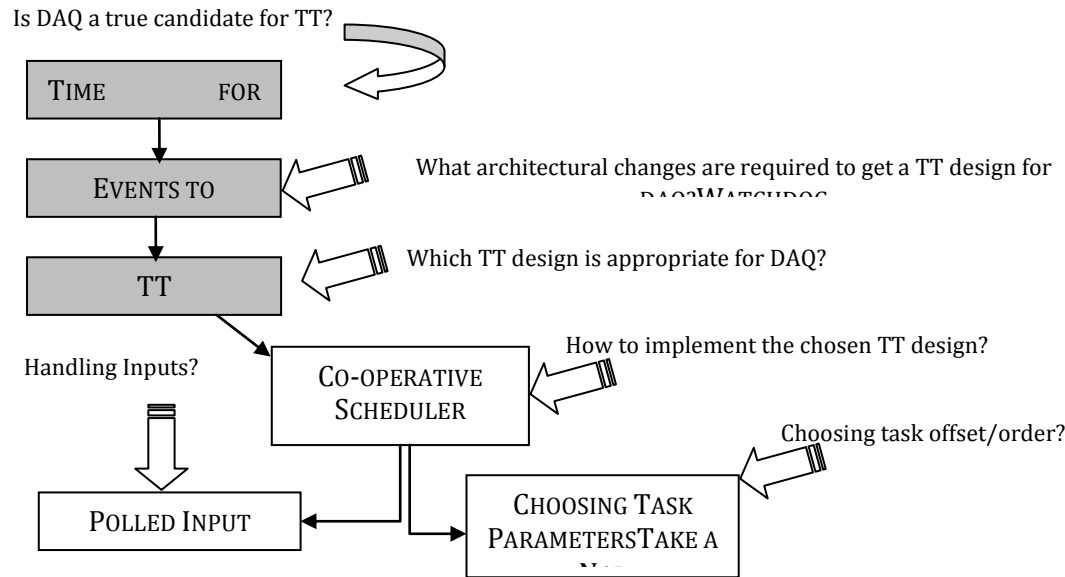 Is DAQ a true candidate for TT?
TIME FOR
What architectural changes are required to get a TT design for
DAQ?WATCHDOG
EVENTS TO
Which TT design is appropriate for DAQ?
TT
How to implement the chosen TT design?
Handling Inputs?
CO-OPERATIVE
SCHEDULER
Choosing task offset/order?
POLLED INPUT
CHOOSING TASK
PARAMETERSTAKE A